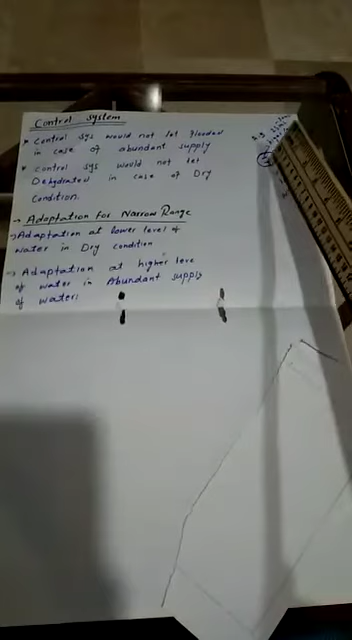 Control system
* Control sys would not let flooded
in case of abundant supply
* control sys would not let
Dehydrated in case of Dry
Condition.
→ Adaptation for Narrow Range
→ Adaptation at lower level of
water in Dry condition
→ Adaptation at higher leve
of water in Abundant supply
of water: